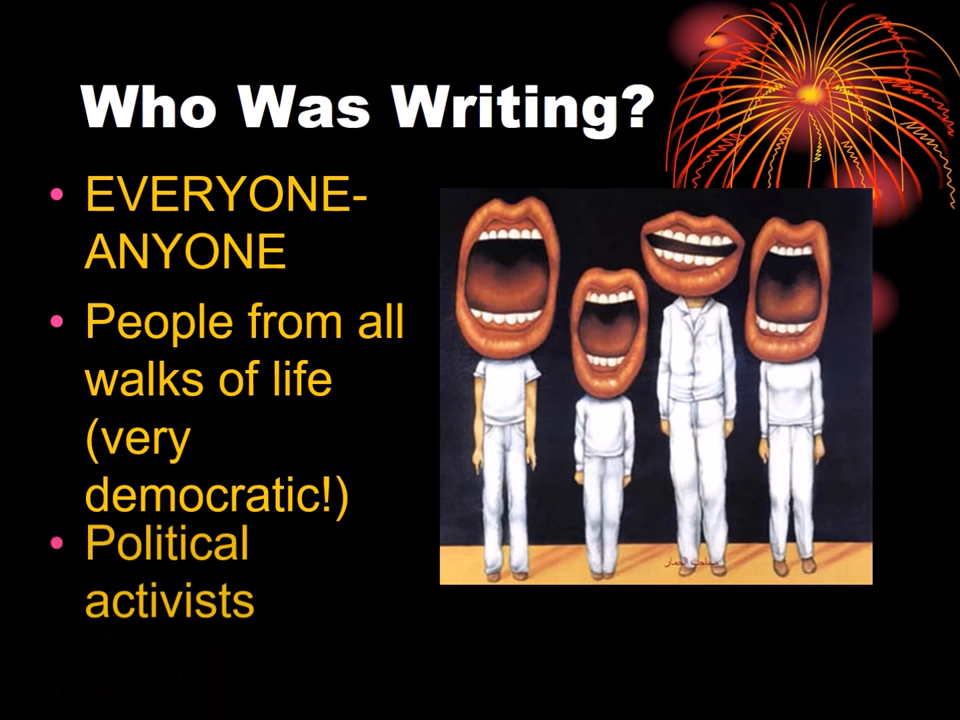 Who Was Writing?
• EVERYONE-
ANYONE
• People from all
walks of life
(very
democratic!)
• Political
activists